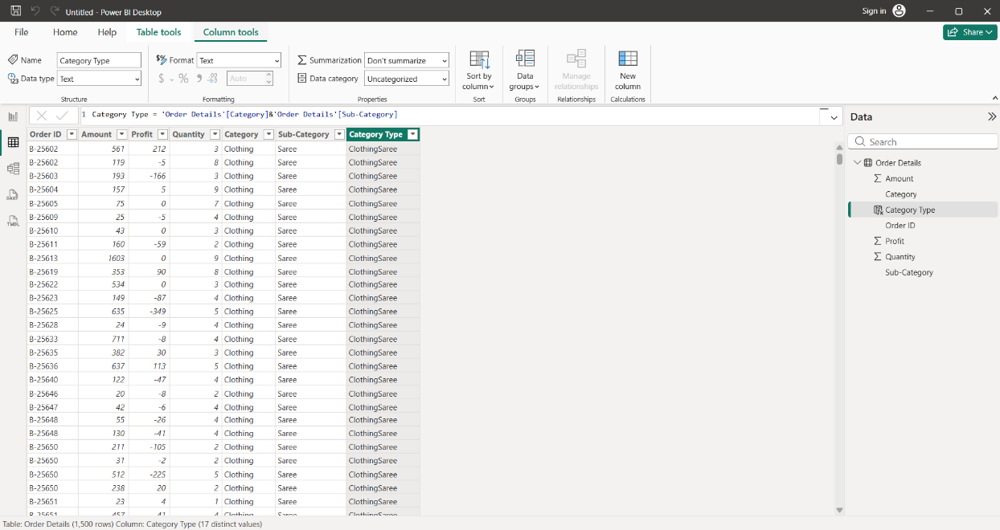 Untitled - Power BI Desktop
Sign in
File Home Help Table tools Column tools
Share
Name Category Type
Data type Text
Structure
Format Text
$ % Auto
Formatting
Summarization Don't summarize
Data category Uncategorized
Properties
Sort by column
Sort
Data groups
Groups
Manage relationships
Relationships
New column
Calculations
1 Category Type = 'Order Details'[Category]&'Order Details'[Sub-Category]
Order ID Amount Profit Quantity Category Sub-Category Category Type
B-25602 561 212 3 Clothing Saree ClothingSaree
B-25602 119 -5 8 Clothing Saree ClothingSaree
B-25603 193 -166 3 Clothing Saree ClothingSaree
B-25604 157 5 9 Clothing Saree ClothingSaree
B-25605 75 0 7 Clothing Saree ClothingSaree
B-25609 25 -5 4 Clothing Saree ClothingSaree
B-25610 43 0 3 Clothing Saree ClothingSaree
B-25611 160 -59 2 Clothing Saree ClothingSaree
B-25613 1603 0 9 Clothing Saree ClothingSaree
B-25619 353 90 8 Clothing Saree ClothingSaree
B-25622 534 0 3 Clothing Saree ClothingSaree
B-25623 149 -87 4 Clothing Saree ClothingSaree
B-25625 635 -349 5 Clothing Saree ClothingSaree
B-25628 24 -9 4 Clothing Saree ClothingSaree
B-25633 711 -8 4 Clothing Saree ClothingSaree
B-25635 382 30 3 Clothing Saree ClothingSaree
B-25636 637 113 5 Clothing Saree ClothingSaree
B-25640 122 -47 4 Clothing Saree ClothingSaree
B-25646 20 -8 2 Clothing Saree ClothingSaree
B-25647 42 -6 4 Clothing Saree ClothingSaree
B-25648 55 -26 4 Clothing Saree ClothingSaree
B-25648 130 -41 4 Clothing Saree ClothingSaree
B-25650 211 -105 2 Clothing Saree ClothingSaree
B-25650 31 -2 2 Clothing Saree ClothingSaree
B-25650 512 -225 5 Clothing Saree ClothingSaree
B-25650 238 20 2 Clothing Saree ClothingSaree
B-25651 23 4 1 Clothing Saree ClothingSaree
B-25651 457 41 4 Clothing Saree ClothingSaree
DAX
TMDL
Data
Search
Order Details
Amount
Category
Category Type
Order ID
Profit
Quantity
Sub-Category
Table: Order Details (1,500 rows) Column: Category Type (17 distinct values)